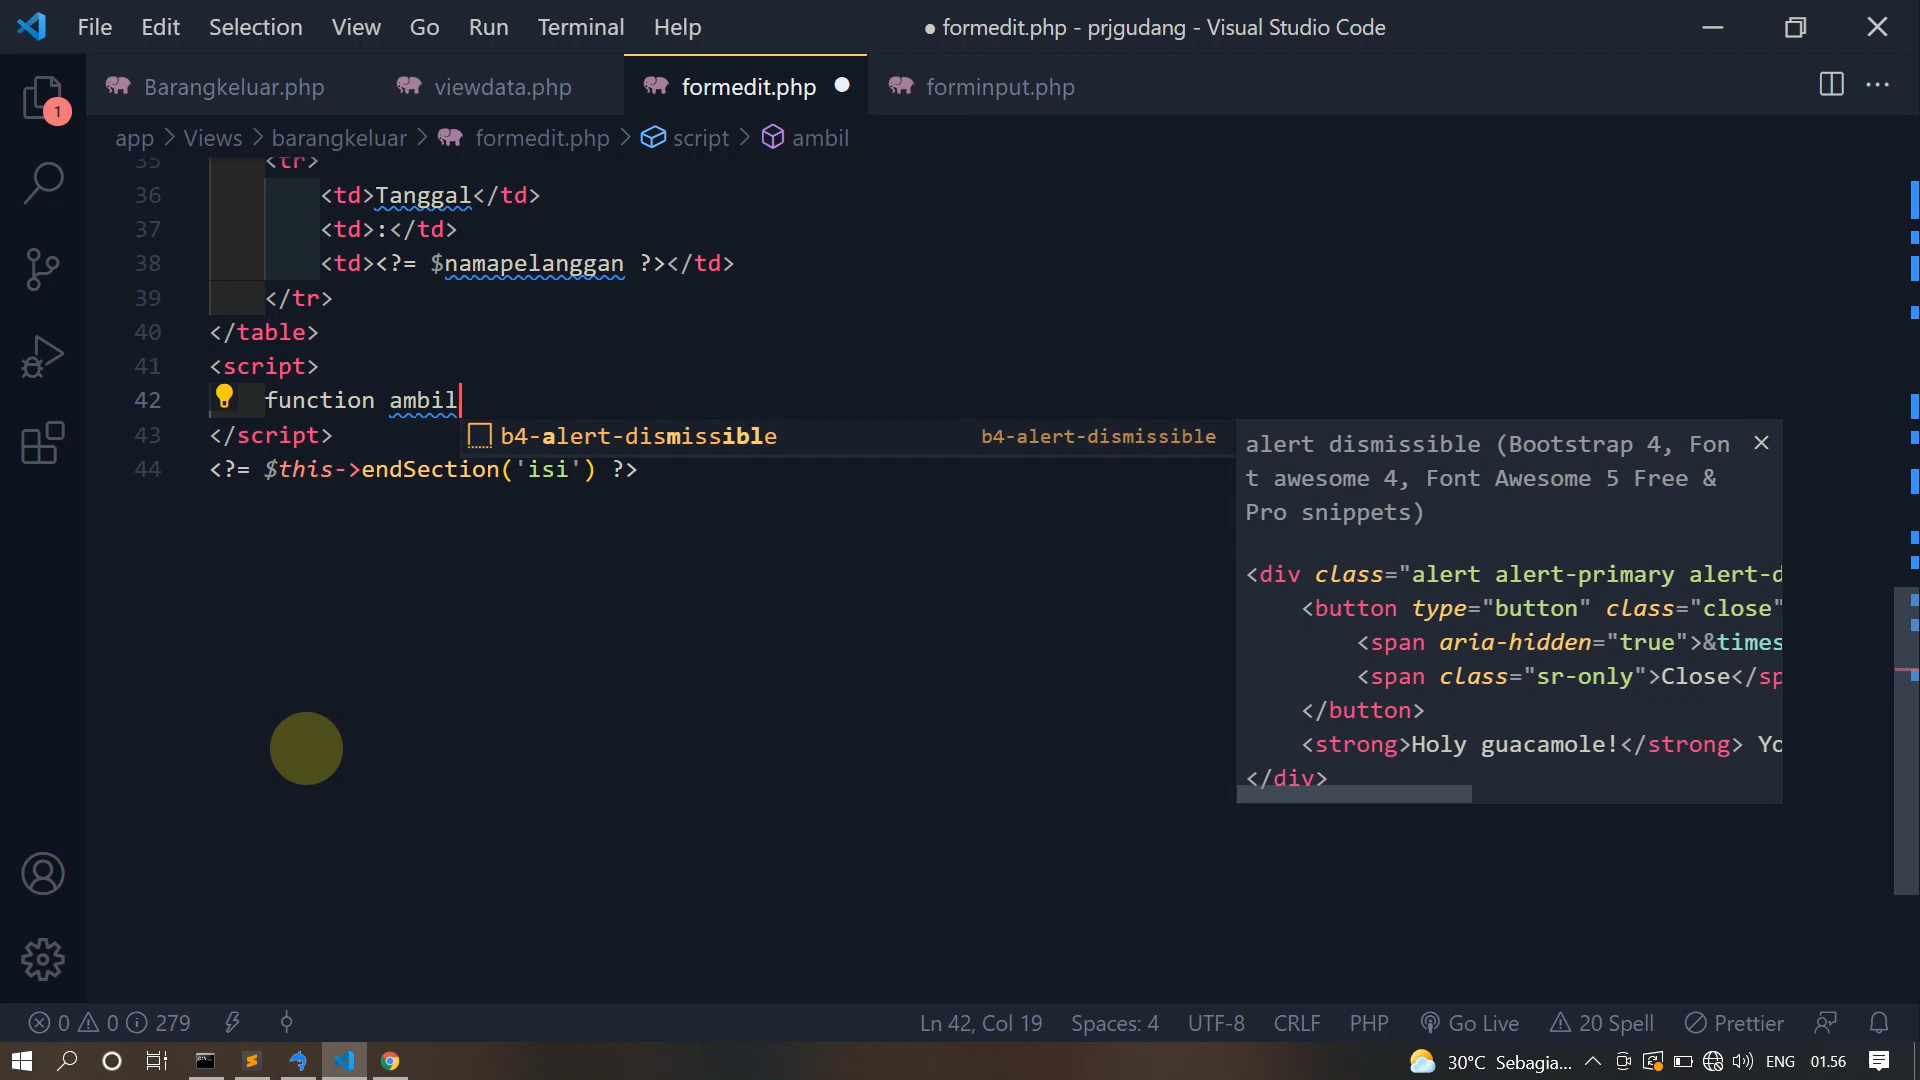 File Edit Selection View Go Run Terminal Help
● formedit.php - prjgudang - Visual Studio Code
Barangkeluar.php viewdata.php formedit.php forminput.php
1
app > Views > barangkeluar > formedit.php > script > ambil
35 <tr>
36 <td>Tanggal</td>
37 <td>:</td>
38 <td><?= $namapelanggan ?></td>
39 </tr>
40 </table>
41 <script>
42 function ambil
43 </script>
44 <?= $this->endSection('isi') ?>
b4-alert-dismissible b4-alert-dismissible
alert dismissible (Bootstrap 4, Fon
t awesome 4, Font Awesome 5 Free &
Pro snippets)
<div class="alert alert-primary alert-d
<button type="button" class="close"
<span aria-hidden="true">&times
<span class="sr-only">Close</sp
</button>
<strong>Holy guacamole!</strong> Yo
</div>
0 0 279 Ln 42, Col 19 Spaces: 4 UTF-8 CRLF PHP Go Live 20 Spell Prettier
30°C Sebagia... ENG 01.56